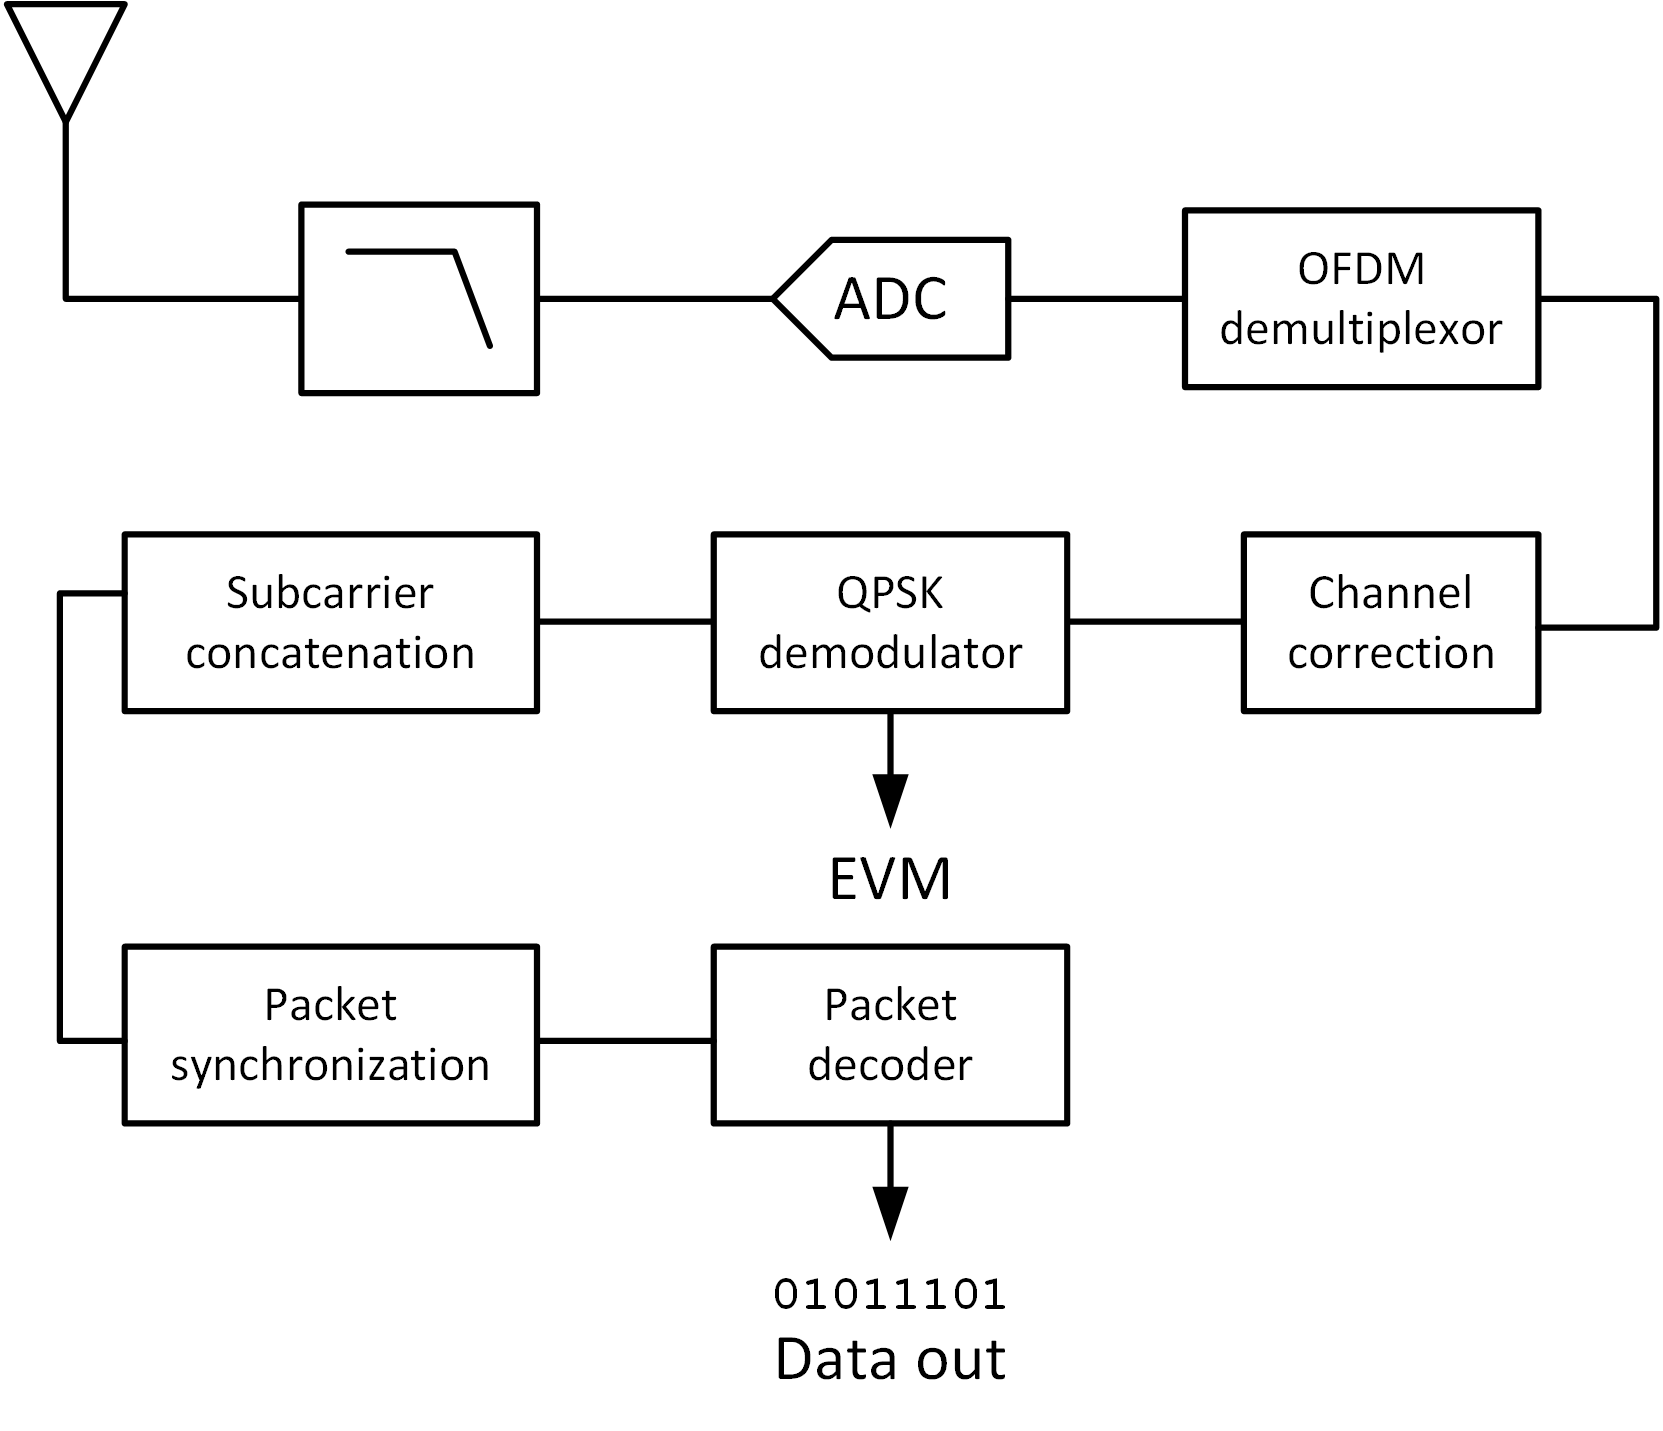 ADC
OFDM
demultiplexor
Subcarrier
concatenation
QPSK
demodulator
Channel
correction
EVM
Packet
synchronization
Packet
decoder
01011101
Data out